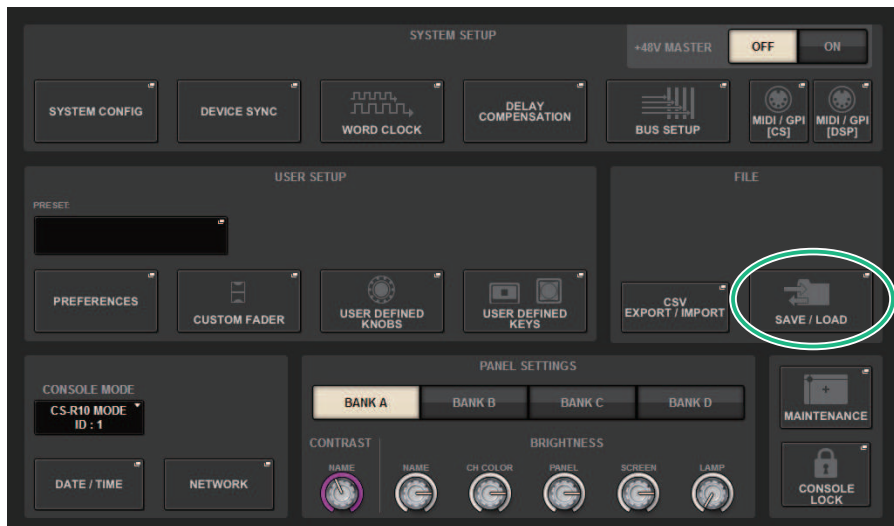 SYSTEM SETUP
+48V MASTER
OFF
ON
SYSTEM CONFIG
DEVICE SYNC
WORD CLOCK
DELAY
COMPENSATION
BUS SETUP
MIDI / GPI
[CS]
MIDI / GPI
[DSP]
USER SETUP
PRESET
PREFERENCES
CUSTOM FADER
USER DEFINED
KNOBS
USER DEFINED
KEYS
FILE
CSV
EXPORT / IMPORT
SAVE / LOAD
CONSOLE MODE
CS-R10 MODE
ID : 1
DATE / TIME
NETWORK
PANEL SETTINGS
BANK A
BANK B
BANK C
BANK D
CONTRAST
BRIGHTNESS
NAME
NAME
CH COLOR
PANEL
SCREEN
LAMP
MAINTENANCE
CONSOLE
LOCK